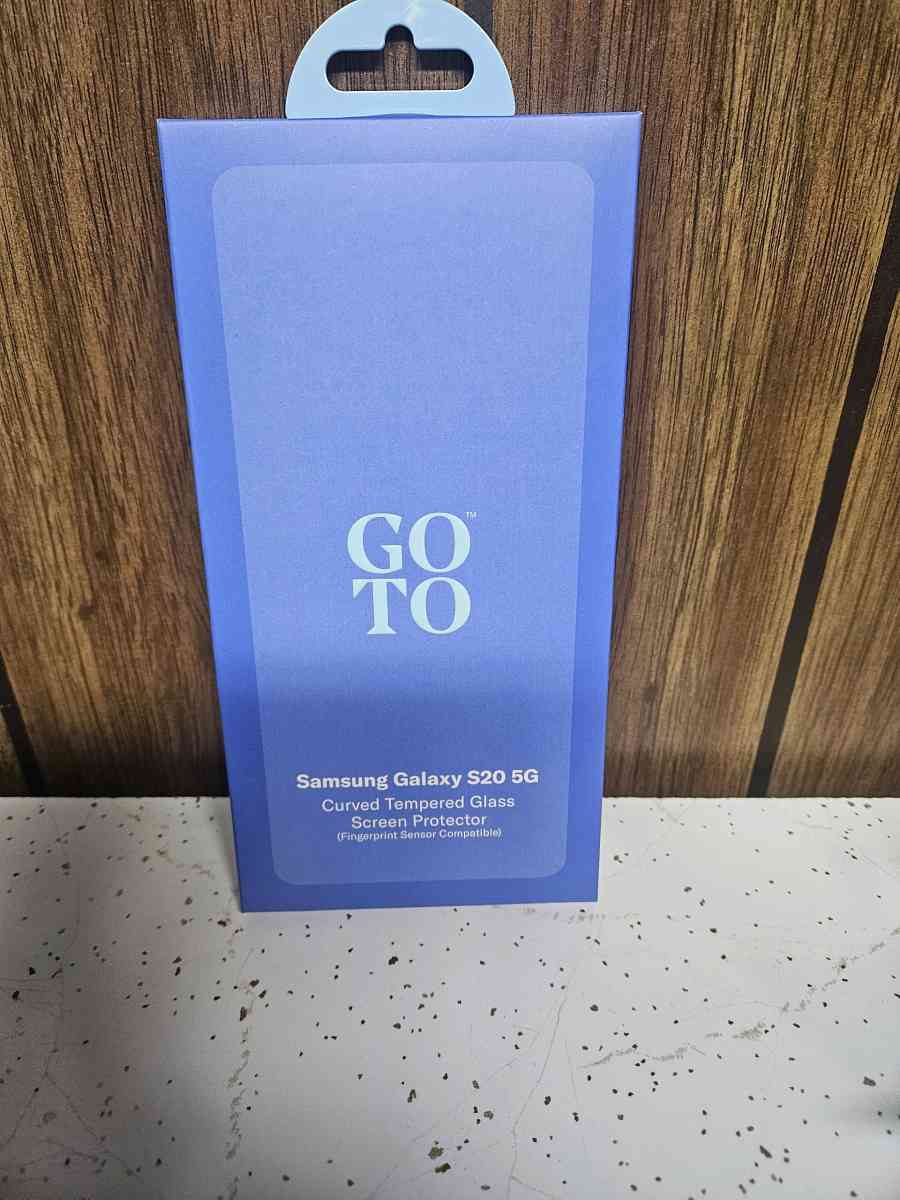 GO™
TO
Samsung Galaxy S20 5G
Curved Tempered Glass
Screen Protector
(Fingerprint Sensor Compatible)